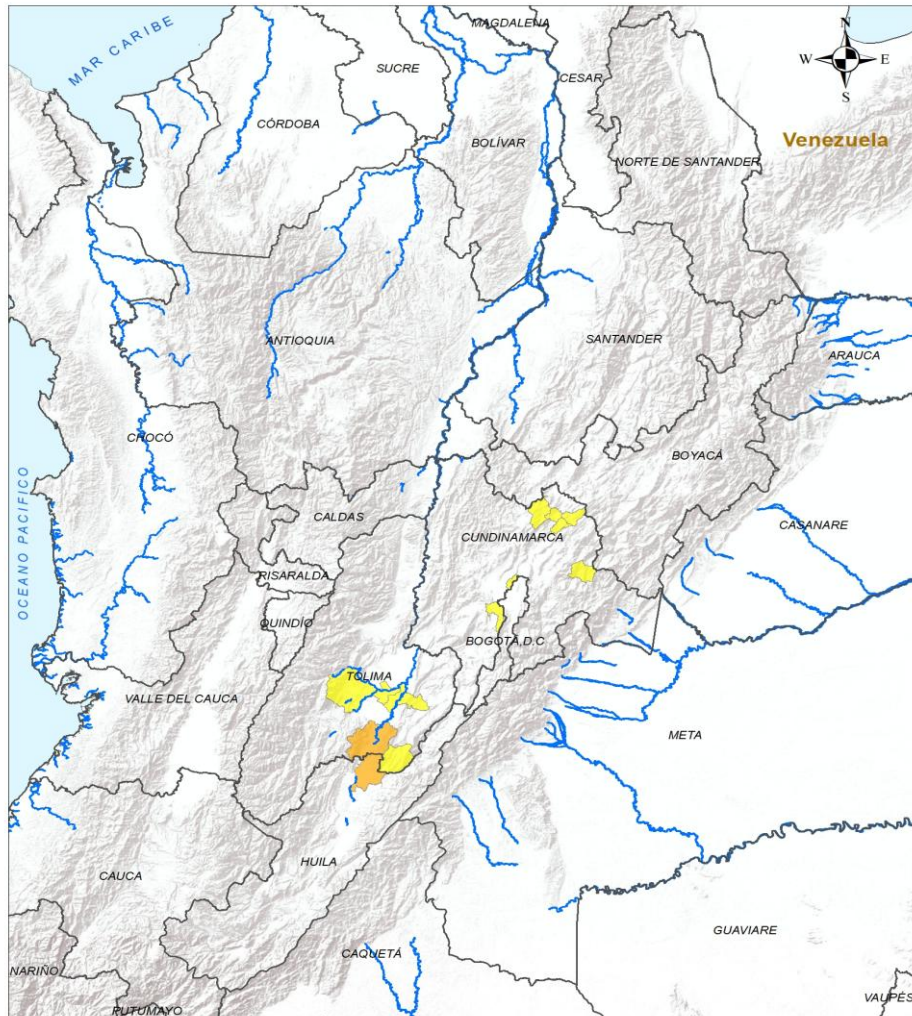 MAGDALENA
MAR CARIBE
N
W
E
S
SUCRE
CESAR
CÓRDOBA
BOLÍVAR
Venezuela
NORTE DE SANTANDER
ANTIOQUIA
SANTANDER
ARAUCA
CHOCÓ
BOYACÁ
OCEANO PACIFICO
CALDAS
CASANARE
CUNDINAMARCA
RISARALDA
QUINDÍO
BOGOTÁ, D.C
TOLIMA
VALLE DEL CAUCA
META
HUILA
CAUCA
GUAVIARE
CAQUETÁ
NARIÑO
VAUPÉS
PUTUMAYO